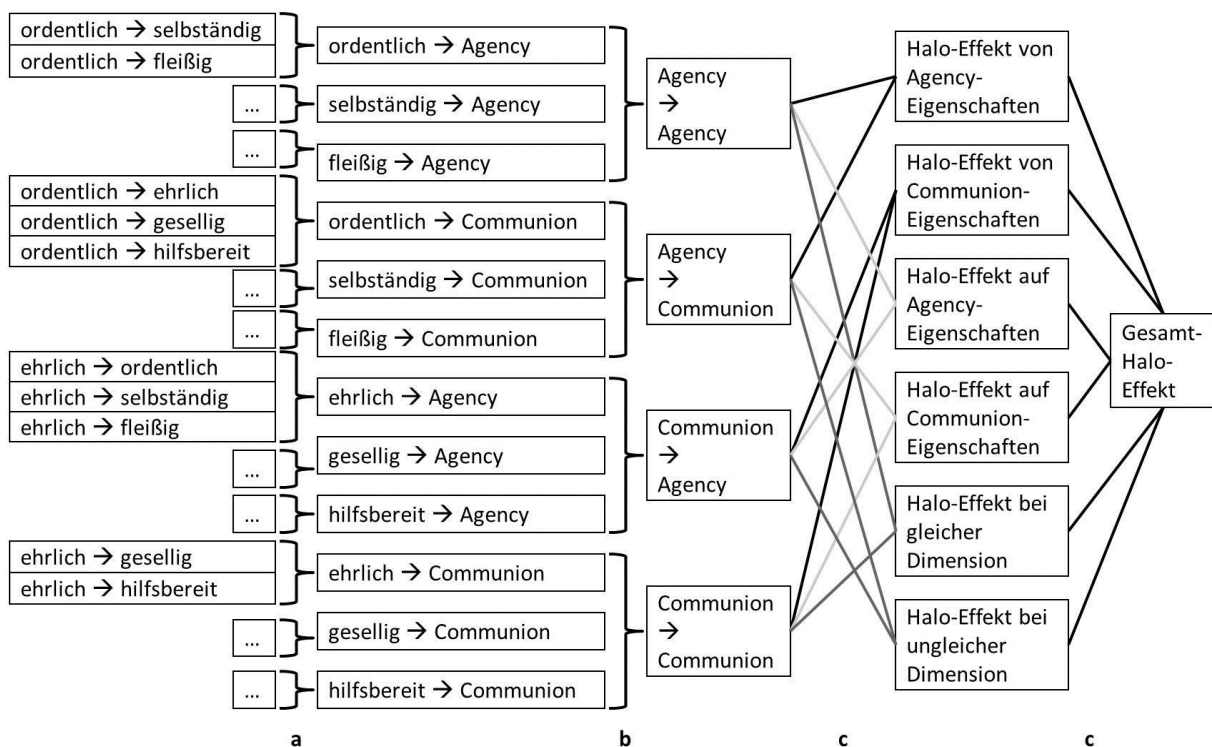 ordentlich → selbständig
ordentlich → fleißig
...
...
ordentlich → ehrlich
ordentlich → gesellig
ordentlich → hilfsbereit
...
...
ehrlich → ordentlich
ehrlich → selbständig
ehrlich → fleißig
...
...
ehrlich → gesellig
ehrlich → hilfsbereit
...
...
a
ordentlich → Agency
selbständig → Agency
fleißig → Agency
ordentlich → Communion
selbständig → Communion
fleißig → Communion
ehrlich → Agency
gesellig → Agency
hilfsbereit → Agency
ehrlich → Communion
gesellig → Communion
hilfsbereit → Communion
b
Agency
→
Agency
Agency
→
Communion
Communion
→
Agency
Communion
→
Communion
c
Halo-Effekt von
Agency-
Eigenschaften
Halo-Effekt von
Communion-
Eigenschaften
Halo-Effekt auf
Agency-
Eigenschaften
Halo-Effekt auf
Communion-
Eigenschaften
Halo-Effekt bei
gleicher
Dimension
Halo-Effekt bei
ungleicher
Dimension
c
Gesamt-
Halo-
Effekt